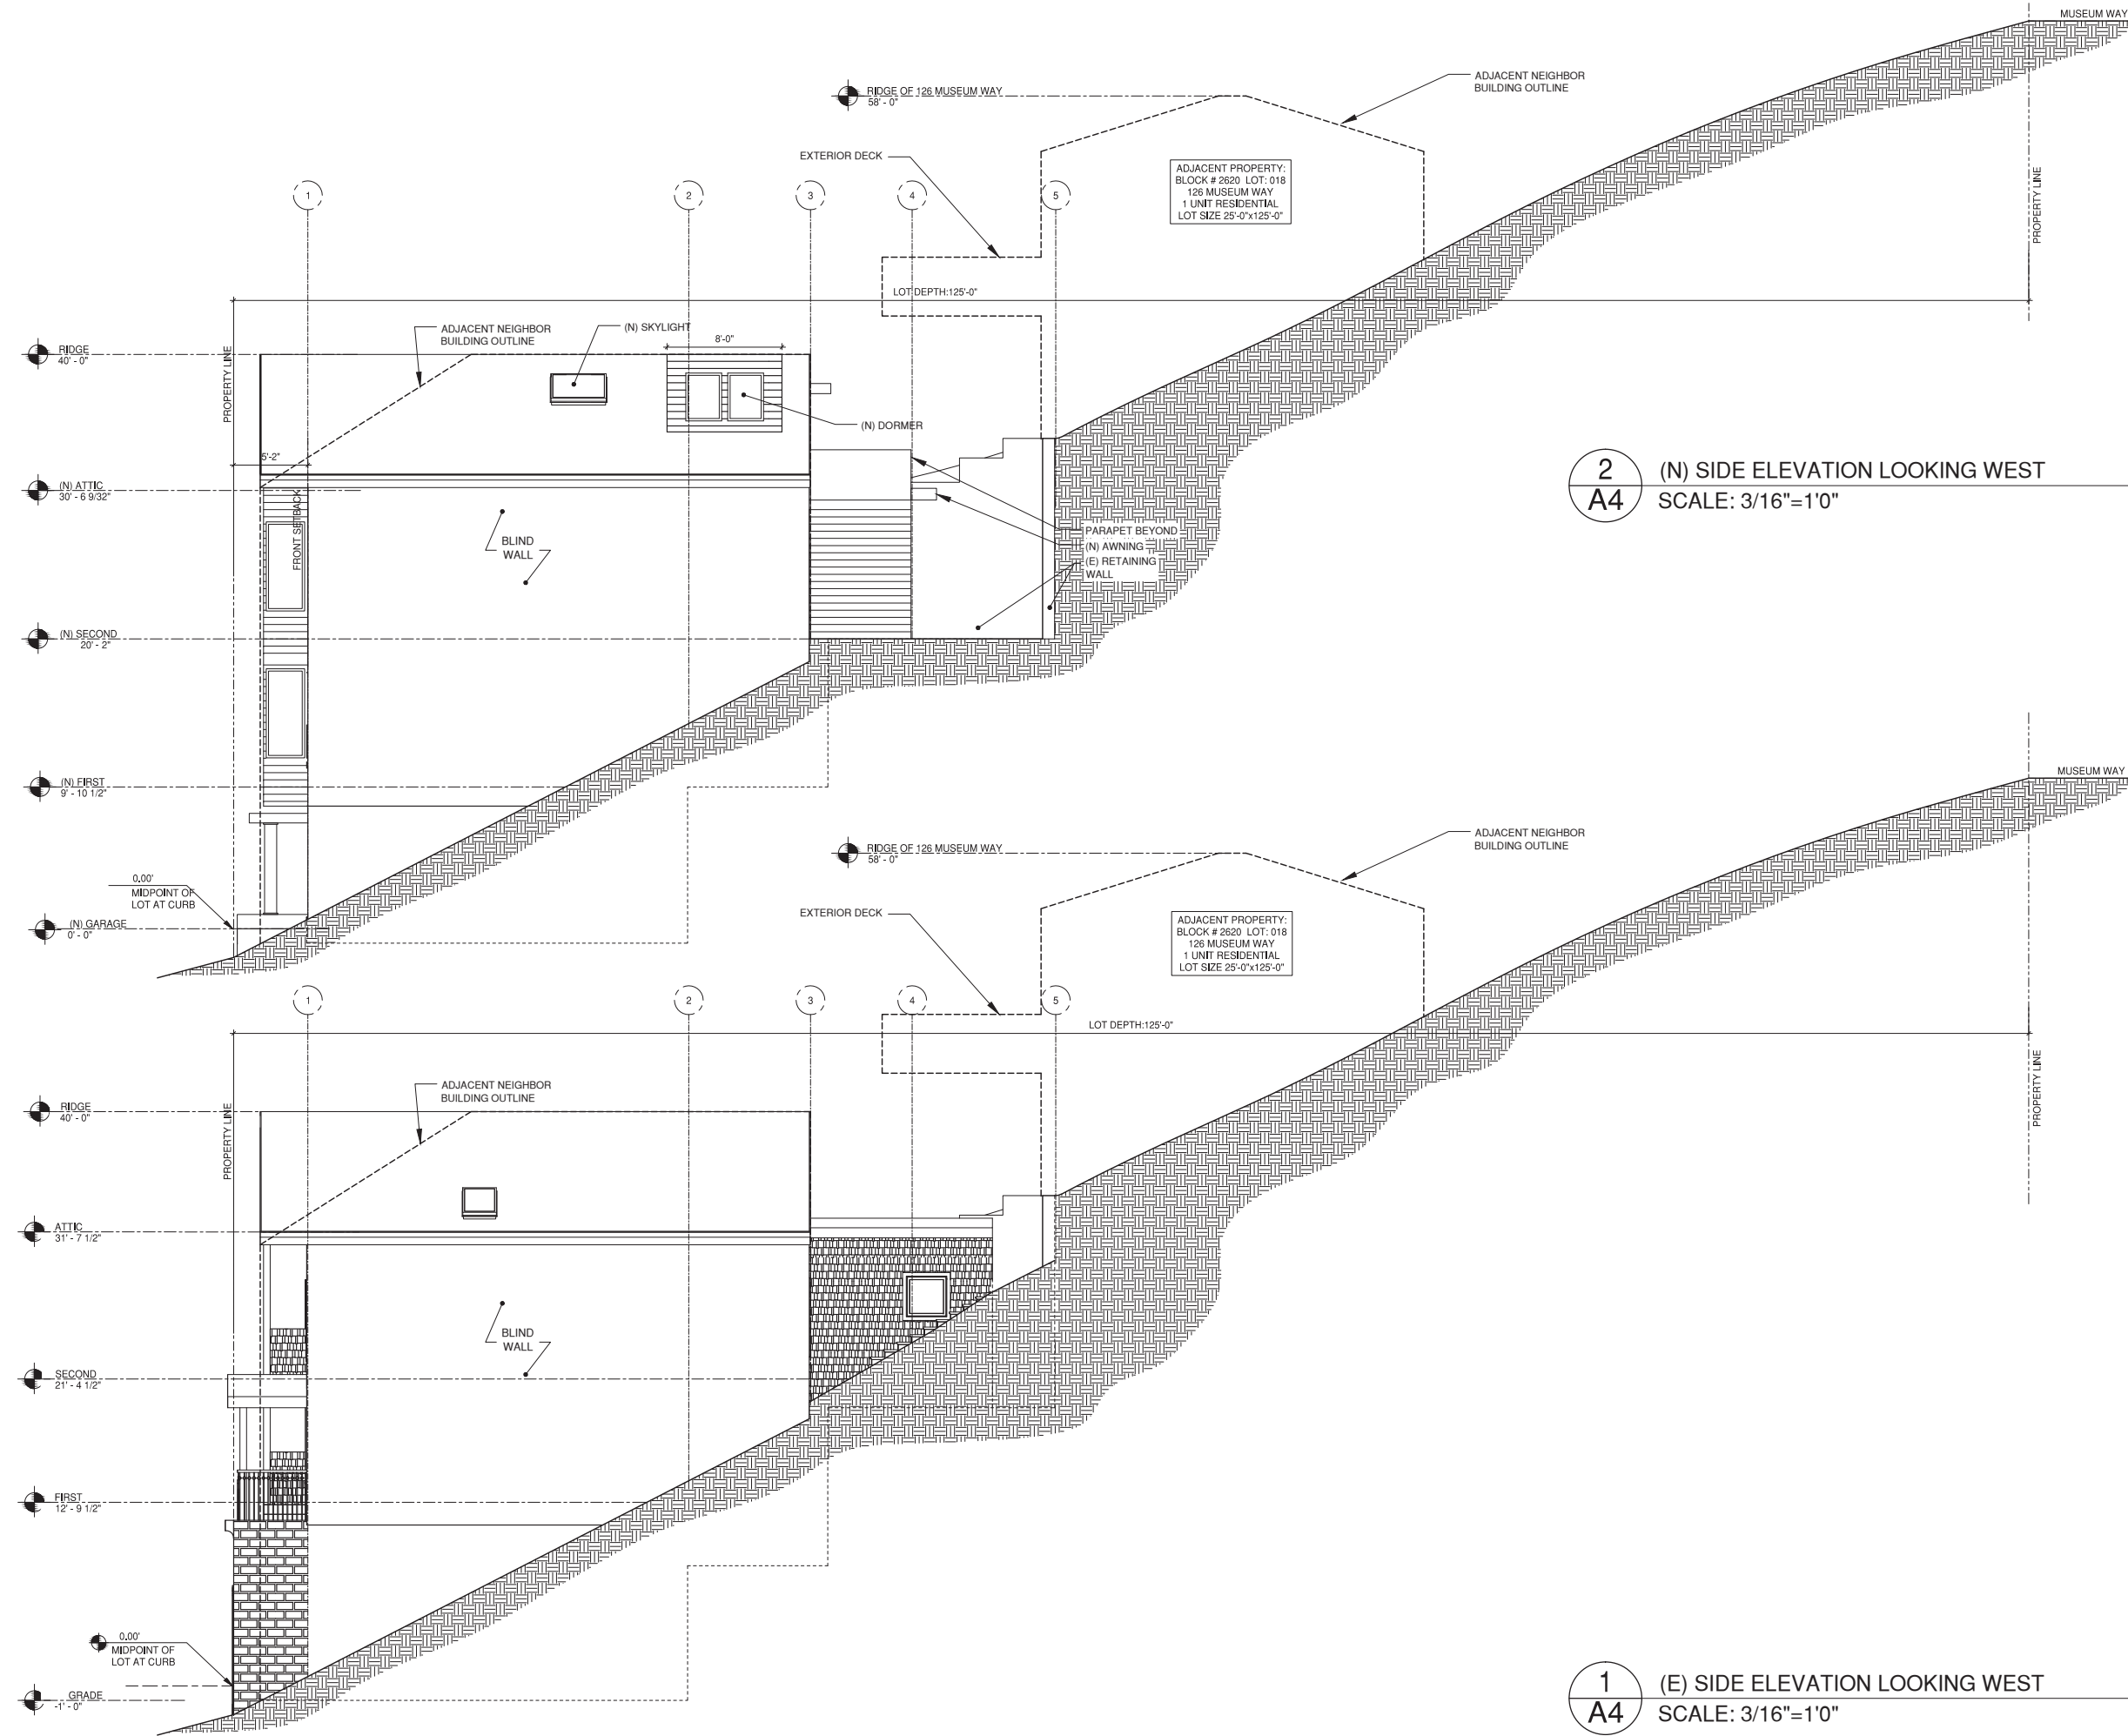 MUSEUM WAY
RIDGE OF 126 MUSEUM WAY
58' - 0"
ADJACENT NEIGHBOR
BUILDING OUTLINE
EXTERIOR DECK
ADJACENT PROPERTY:
BLOCK # 2620 LOT: 018
126 MUSEUM WAY
1 UNIT RESIDENTIAL
LOT SIZE 25'-0"x125'-0"
PROPERTY LINE
1
2
3
4
5
LOT DEPTH:125'-0"
ADJACENT NEIGHBOR
BUILDING OUTLINE
(N) SKYLIGHT
8'-0"
RIDGE
40' - 0"
PROPERTY LINE
(N) DORMER
5'-2"
(N) ATTIC
30' - 6 9/32"
FRONT SETBACK
BLIND
WALL
PARAPET BEYOND
(N) AWNING
(E) RETAINING
WALL
2
A4
(N) SIDE ELEVATION LOOKING WEST
SCALE: 3/16"=1'0"
(N) SECOND
20' - 2"
(N) FIRST
9' - 10 1/2"
0.00'
MIDPOINT OF
LOT AT CURB
(N) GARAGE
0' - 0"
MUSEUM WAY
RIDGE OF 126 MUSEUM WAY
58' - 0"
ADJACENT NEIGHBOR
BUILDING OUTLINE
EXTERIOR DECK
ADJACENT PROPERTY:
BLOCK # 2620 LOT: 018
126 MUSEUM WAY
1 UNIT RESIDENTIAL
LOT SIZE 25'-0"x125'-0"
1
2
3
4
5
LOT DEPTH:125'-0"
PROPERTY LINE
ADJACENT NEIGHBOR
BUILDING OUTLINE
RIDGE
40' - 0"
PROPERTY LINE
ATTIC
31' - 7 1/2"
BLIND
WALL
SECOND
21' - 4 1/2"
FIRST
12' - 9 1/2"
0.00'
MIDPOINT OF
LOT AT CURB
GRADE
-1' - 0"
1
A4
(E) SIDE ELEVATION LOOKING WEST
SCALE: 3/16"=1'0"